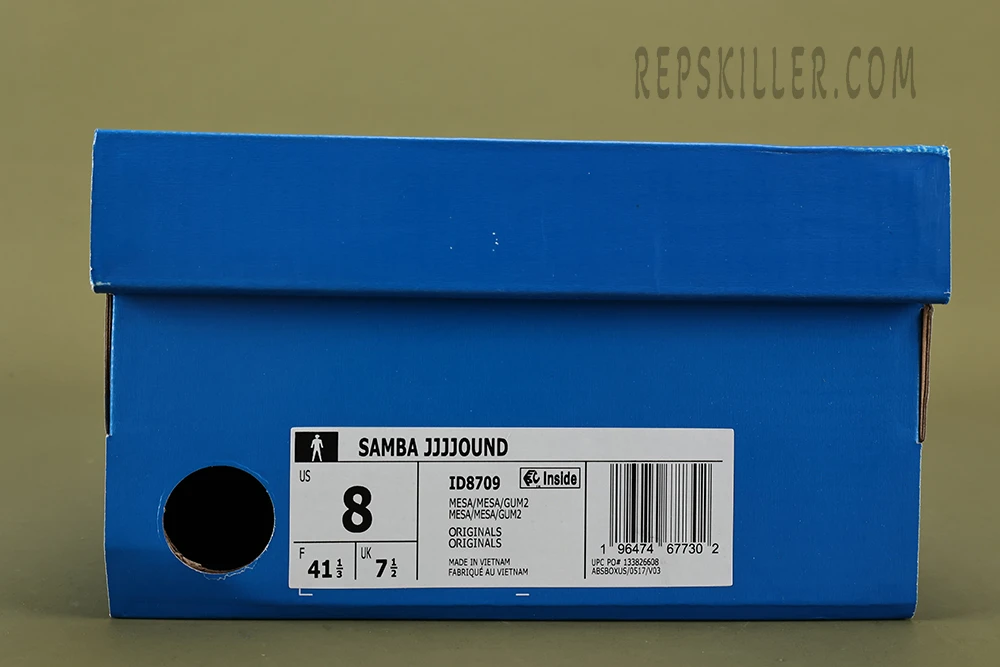 REPSKILLER.COM
SAMBA JJJJOUND
US
8
F
41 1/3
UK
7 1/2
ID8709
Inside
MESA/MESA/GUM2
MESA/MESA/GUM2
ORIGINALS
ORIGINALS
MADE IN VIETNAM
FABRIQUÉ AU VIETNAM
1 96474 67730 2
UPC PO# 133826608
ABSBOXUS/0517/V03